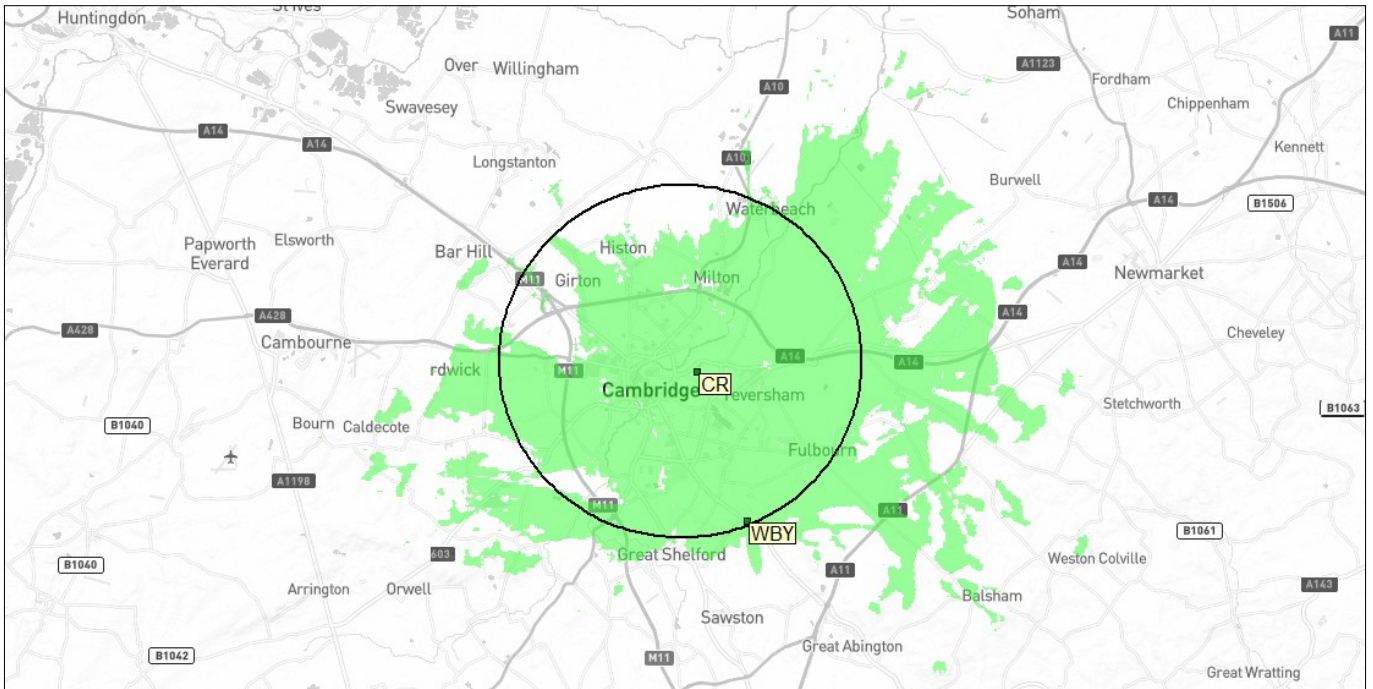 Huntingdon
St Ives
Soham
A11
Over
Willingham
A1123
Fordham
Swavesey
A10
Chippenham
A14
A14
Kennett
Longstanton
A10
Burwell
A14
B1506
Waterbeach
Papworth
Everard
Elsworth
Bar Hill
Histon
M11
Girton
Milton
A14
Newmarket
A428
A428
A14
Cheveley
Cambourne
rdwick
M11
A14
A14
Cambridge
CR
Teversham
Stetchworth
B1063
B1040
Bourn
Caldecote
Fulbourn
A1198
M11
A11
WBY
B1061
603
Great Shelford
Weston Colville
B1040
A11
Arrington
Orwell
Balsham
A143
Sawston
B1042
M11
Great Abington
Great Wratting